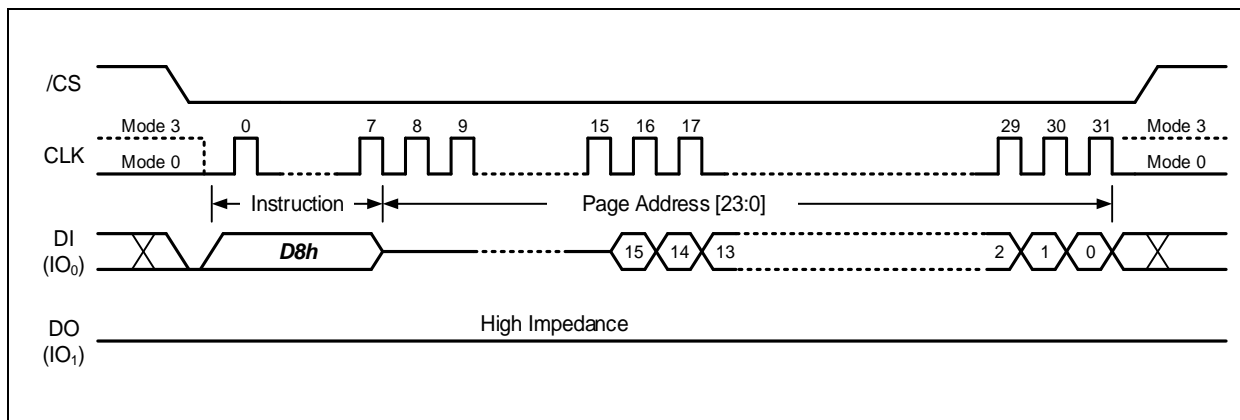 /CS
Mode 3 0 7 8 9 15 16 17 29 30 31 Mode 3
CLK
Mode 0 Mode 0
Instruction Page Address [23:0]
DI
(IO₀)
D8h 15 14 13 2 1 0
High Impedance
DO
(IO₁)